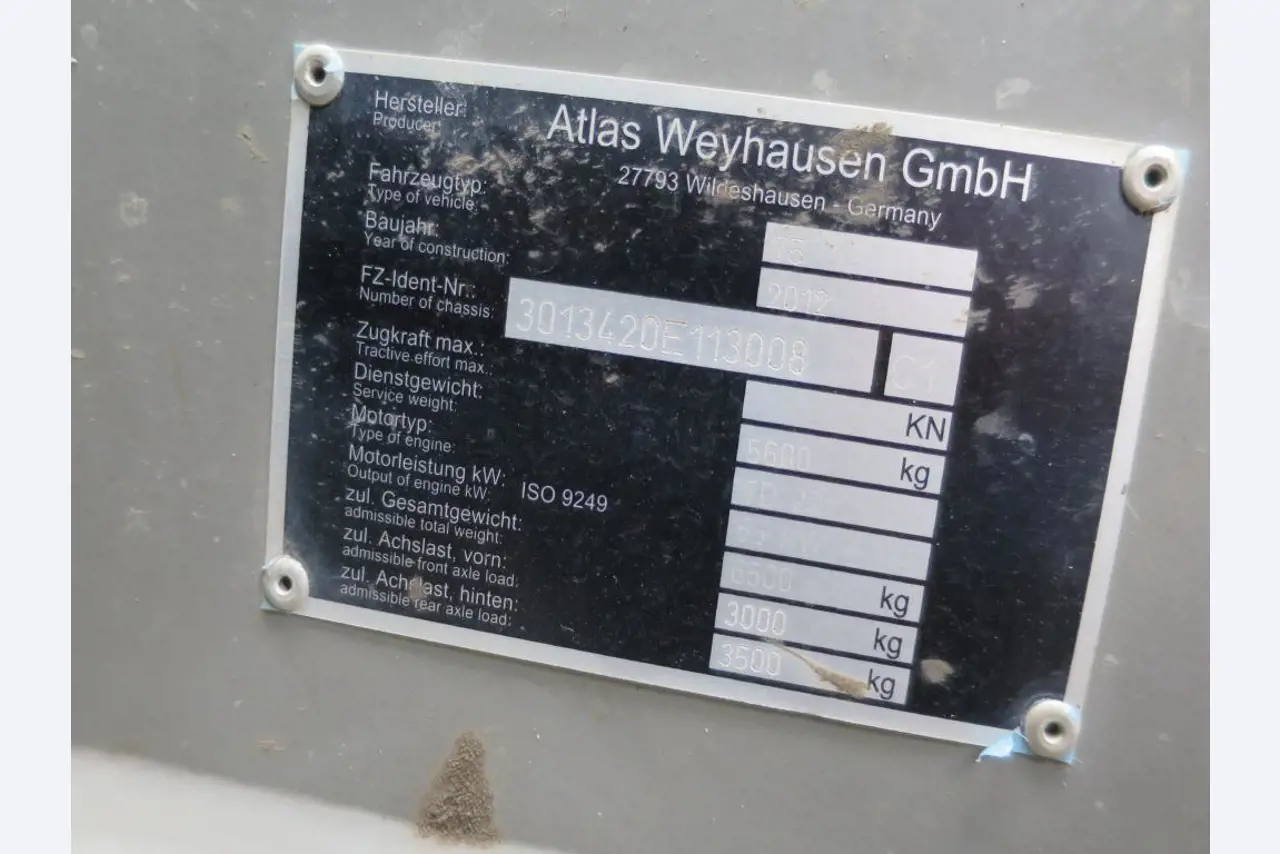 Hersteller:
Producer:
Atlas Weyhausen GmbH
27793 Wildeshausen - Germany
Fahrzeugtyp:
Type of vehicle:
75
Baujahr:
Year of construction:
2012
FZ-Ident-Nr.:
Number of chassis:
3013420E113008
Zugkraft max.:
Tractive effort max.:
KN
Dienstgewicht:
Service weight:
5600 kg
Motortyp:
Type of engine:
Motorleistung kW: ISO 9249
Output of engine kW:
zul. Gesamtgewicht:
admissible total weight:
6500 kg
zul. Achslast, vorn:
admissible front axle load:
3000 kg
zul. Achslast, hinten:
admissible rear axle load:
3500 kg